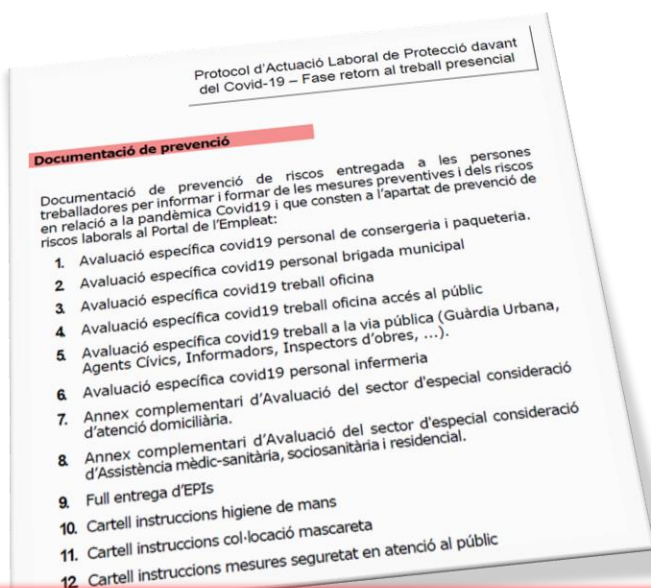 Protocol d'Actuació Laboral de Protecció davant
del Covid-19 – Fase retorn al treball presencial
Documentació de prevenció
Documentació de prevenció de riscos entregada a les persones
treballadores per informar i formar de les mesures preventives i dels riscos
en relació a la pandèmica Covid19 i que consten a l'apartat de prevenció de
riscos laborals al Portal de l'Empleat:
1. Avaluació específica covid19 personal de consergeria i paqueteria.
2. Avaluació específica covid19 personal brigada municipal
3. Avaluació específica covid19 treball oficina
4. Avaluació específica covid19 treball oficina accés al públic
5. Avaluació específica covid19 treball a la via pública (Guàrdia Urbana,
Agents Cívics, Informadors, Inspectors d'obres, ...).
6. Avaluació específica covid19 personal infermeria
7. Annex complementari d'Avaluació del sector d'especial consideració
d'atenció domiciliària.
8. Annex complementari d'Avaluació del sector d'especial consideració
d'Assistència mèdic-sanitària, sociosanitària i residencial.
9. Full entrega d'EPIs
10. Cartell instruccions higiene de mans
11. Cartell instruccions col·locació mascareta
12. Cartell instruccions mesures seguretat en atenció al públic